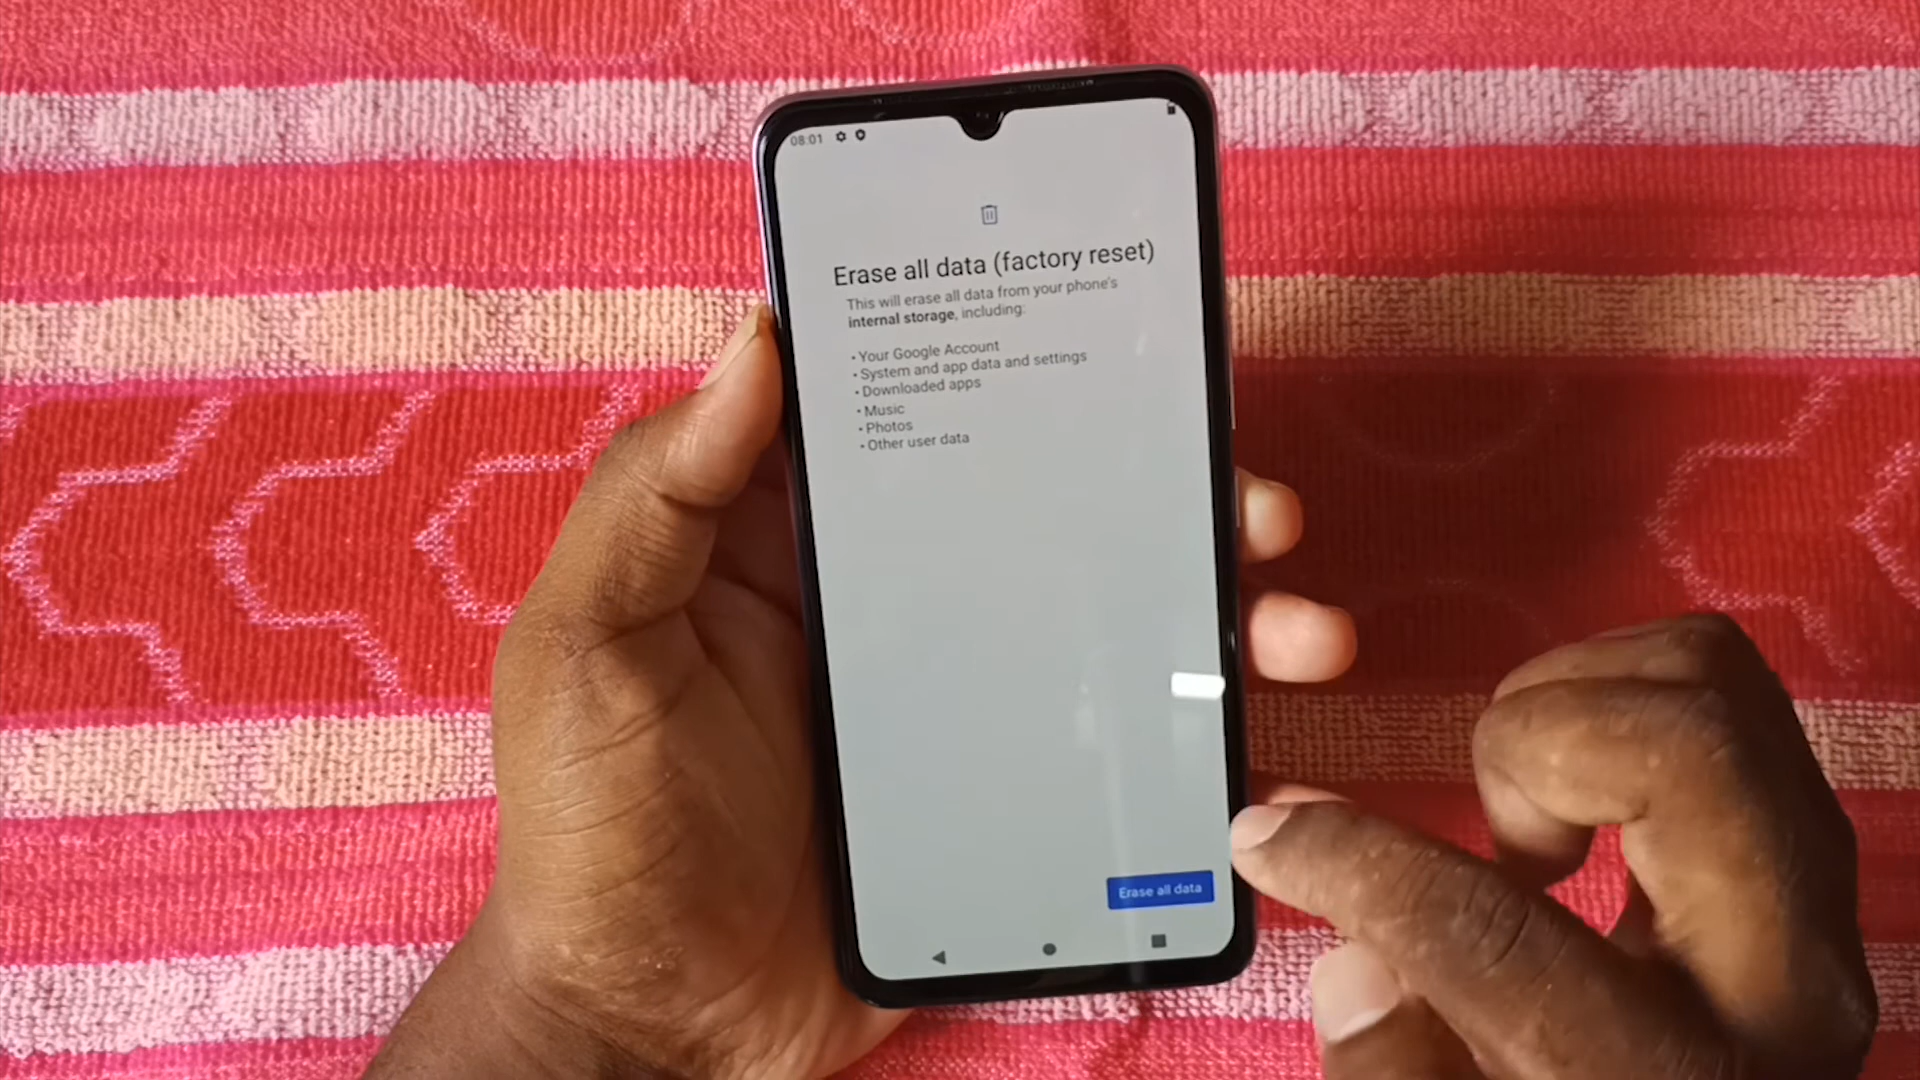 08:01
Erase all data (factory reset)
This will erase all data from your phone's
internal storage, including:
• Your Google Account
• System and app data and settings
• Downloaded apps
• Music
• Photos
• Other user data
Erase all data